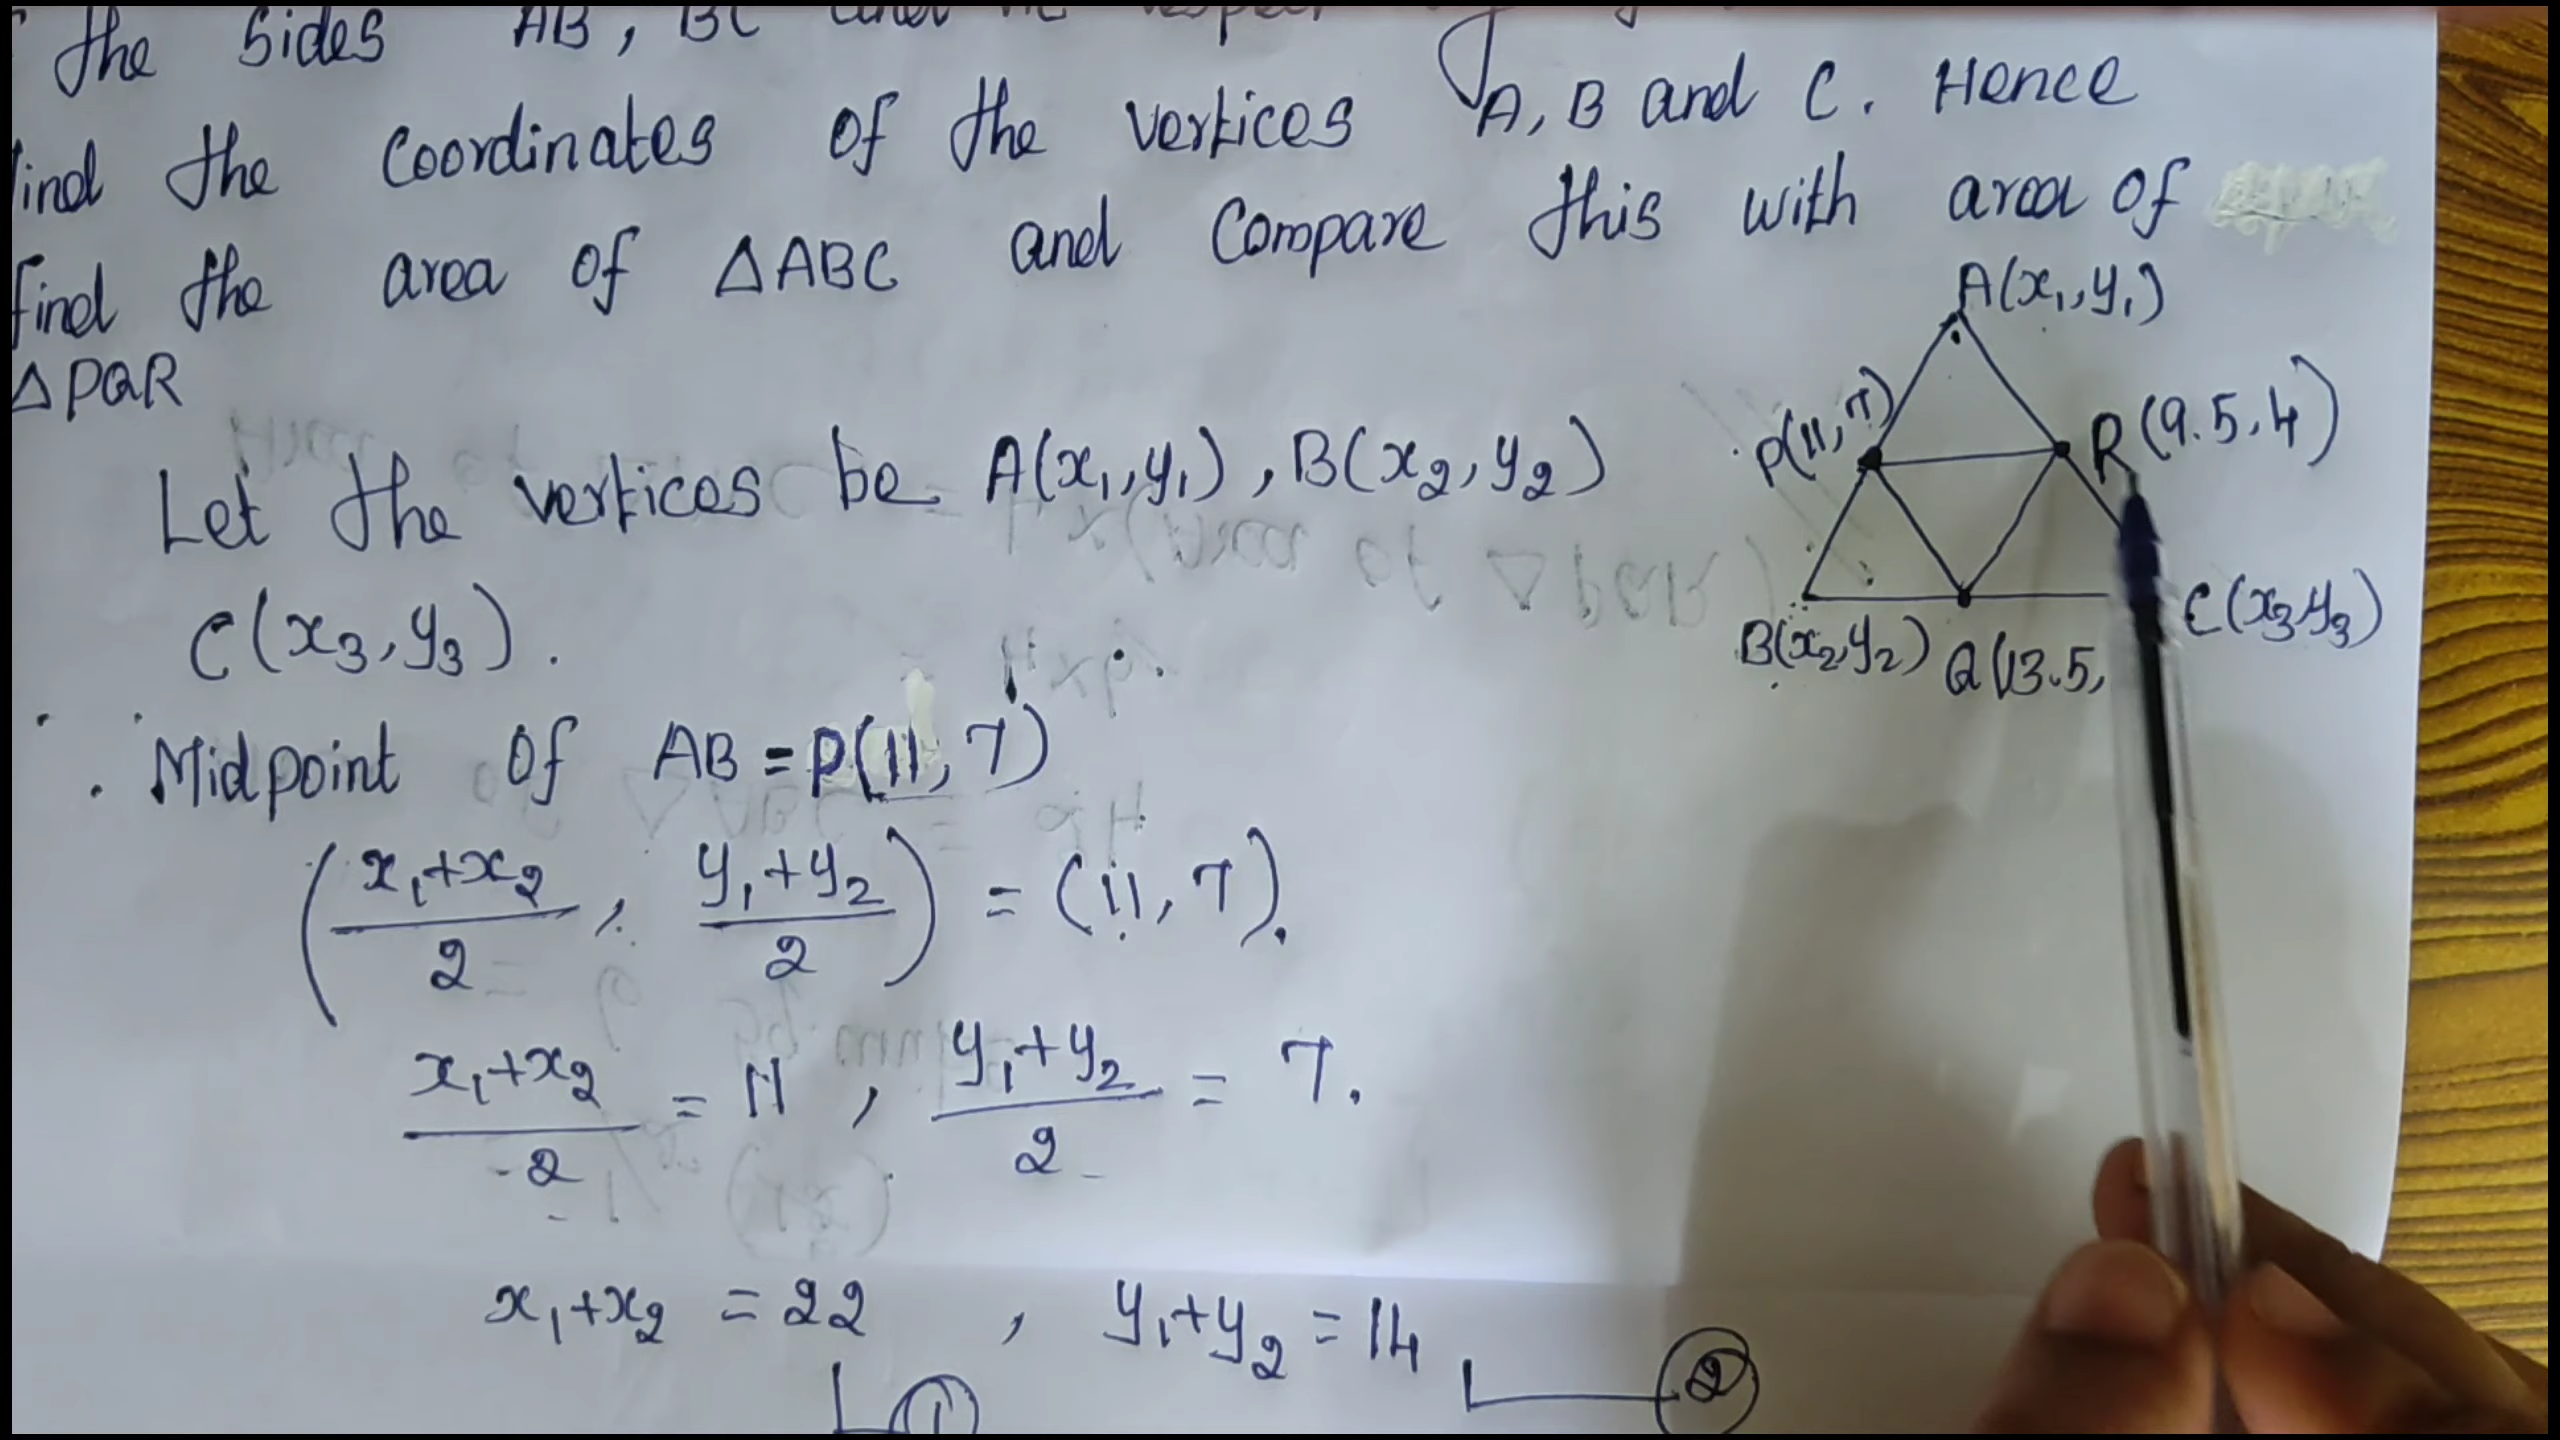 the sides AB, BC and
find the coordinates of the vertices A, B and C. Hence
find the area of △ABC and compare this with area of
△PQR
A(x₁,y₁)
P(11,7)
R(9.5,4)
B(x₂,y₂) Q(13.5,
C(x₃,y₃)
Let the vertices be A(x₁,y₁), B(x₂,y₂)
C(x₃,y₃).
Midpoint of AB = P(11,7)
((x₁+x₂)/2, (y₁+y₂)/2) = (11,7).
(x₁+x₂)/2 = 11, (y₁+y₂)/2 = 7.
x₁+x₂ = 22, y₁+y₂ = 14
1
2